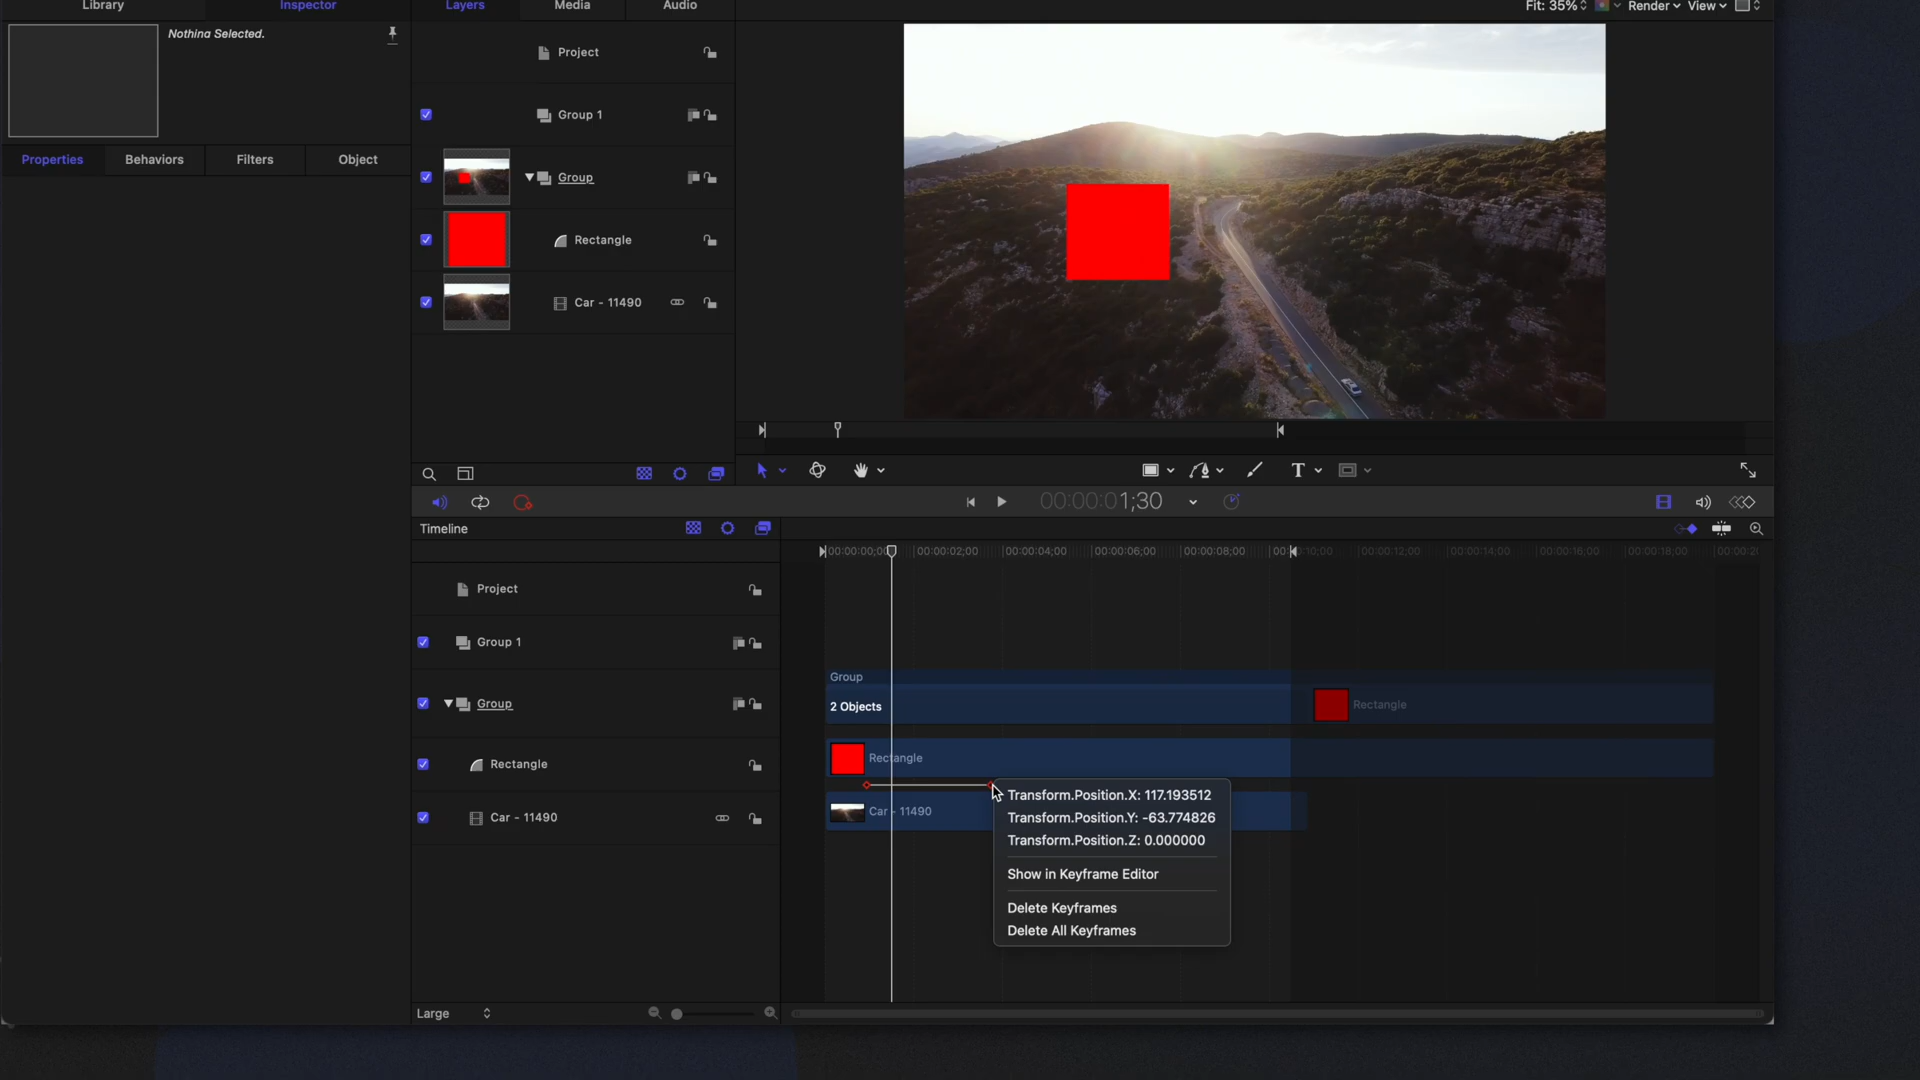 Library
Inspector
Layers
Media
Audio
Fit: 35%
Render
View
Nothing Selected.
Properties
Behaviors
Filters
Object
Project
Group 1
Group
Rectangle
Car - 11490
T
00:00:01;30
Timeline
00:00:00;00
00:00:02;00
00:00:04;00
00:00:06;00
00:00:08;00
00:00:12;00
00:00:14;00
00:00:16;00
00:00:18;00
Project
Group 1
Group
2 Objects
Rectangle
Group
Rectangle
Rectangle
Car - 11490
Car - 11490
Transform.Position.X: 117.193512
Transform.Position.Y: -63.774826
Transform.Position.Z: 0.000000
Show in Keyframe Editor
Delete Keyframes
Delete All Keyframes
Large